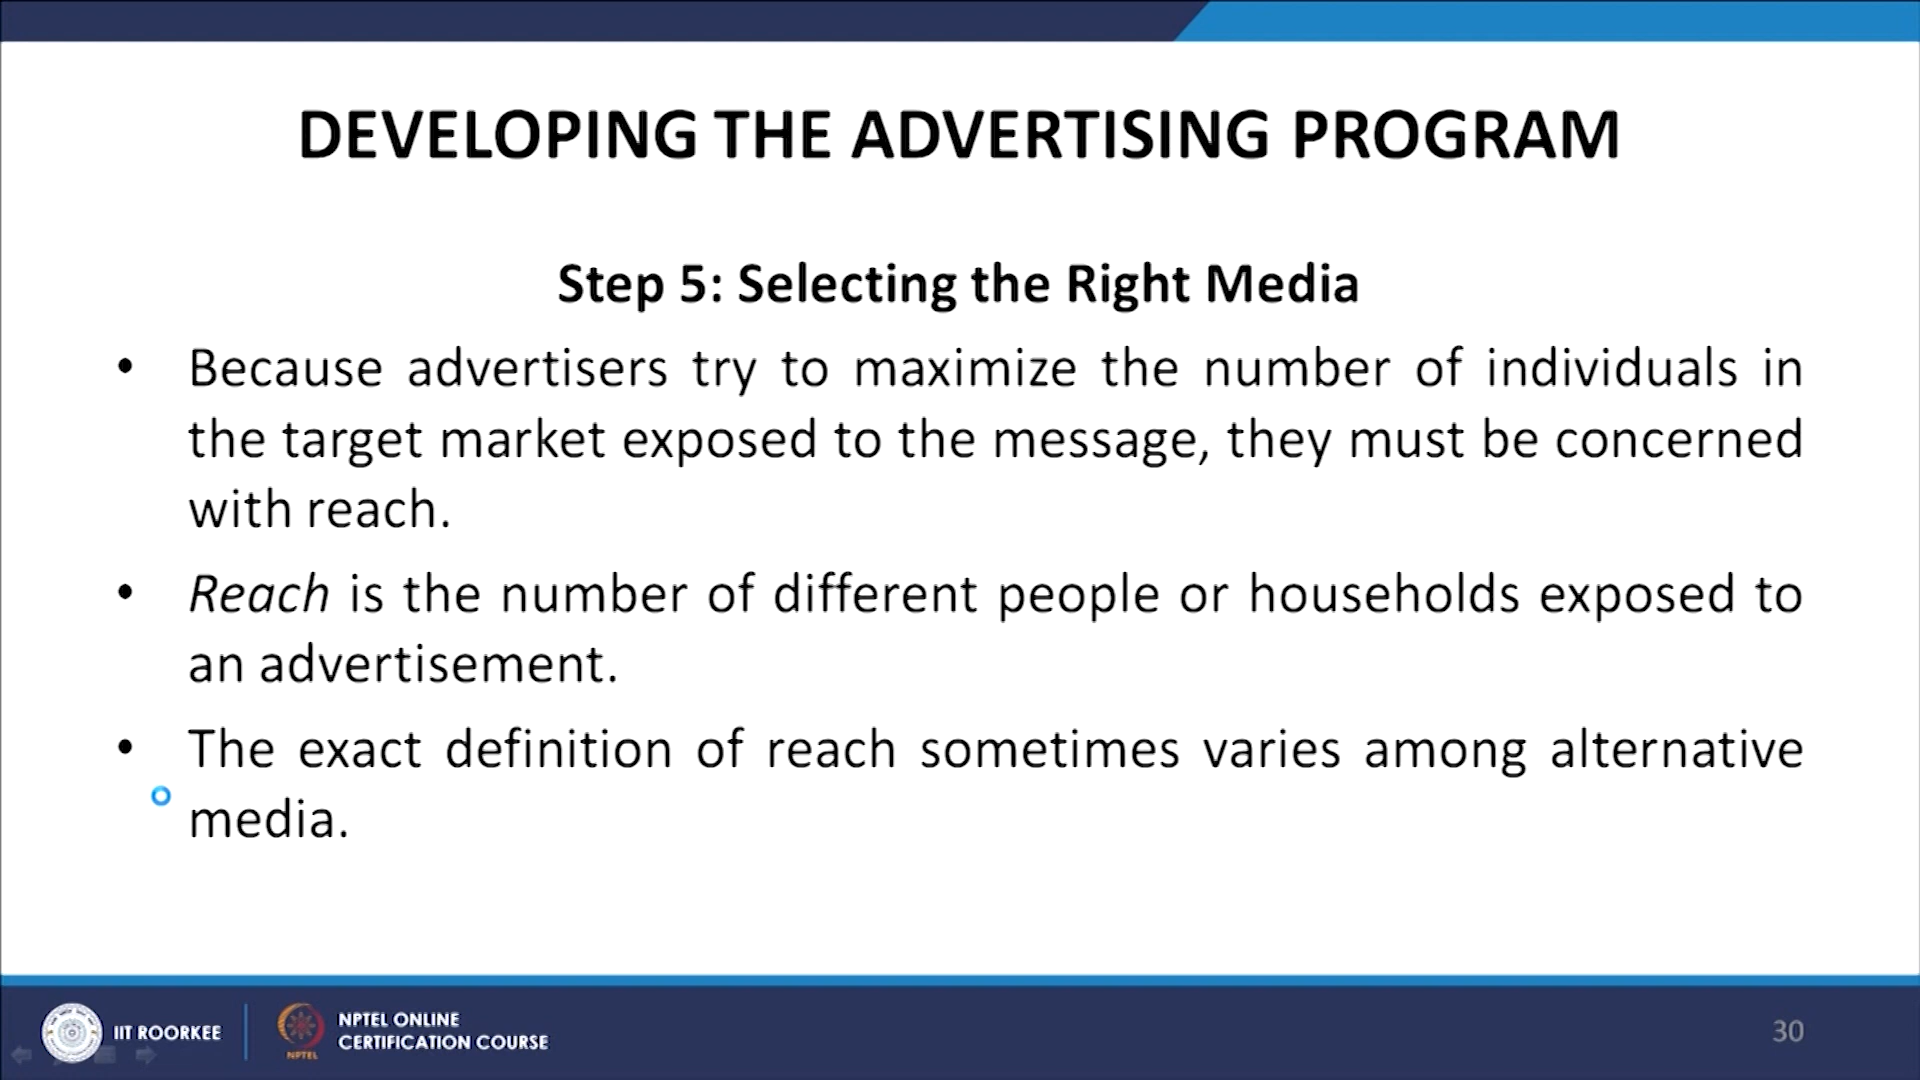 DEVELOPING THE ADVERTISING PROGRAM
Step 5: Selecting the Right Media
• Because advertisers try to maximize the number of individuals in
the target market exposed to the message, they must be concerned
with reach.
• Reach is the number of different people or households exposed to
an advertisement.
• The exact definition of reach sometimes varies among alternative
media.
IIT ROORKEE
NPTEL
NPTEL ONLINE
CERTIFICATION COURSE
30